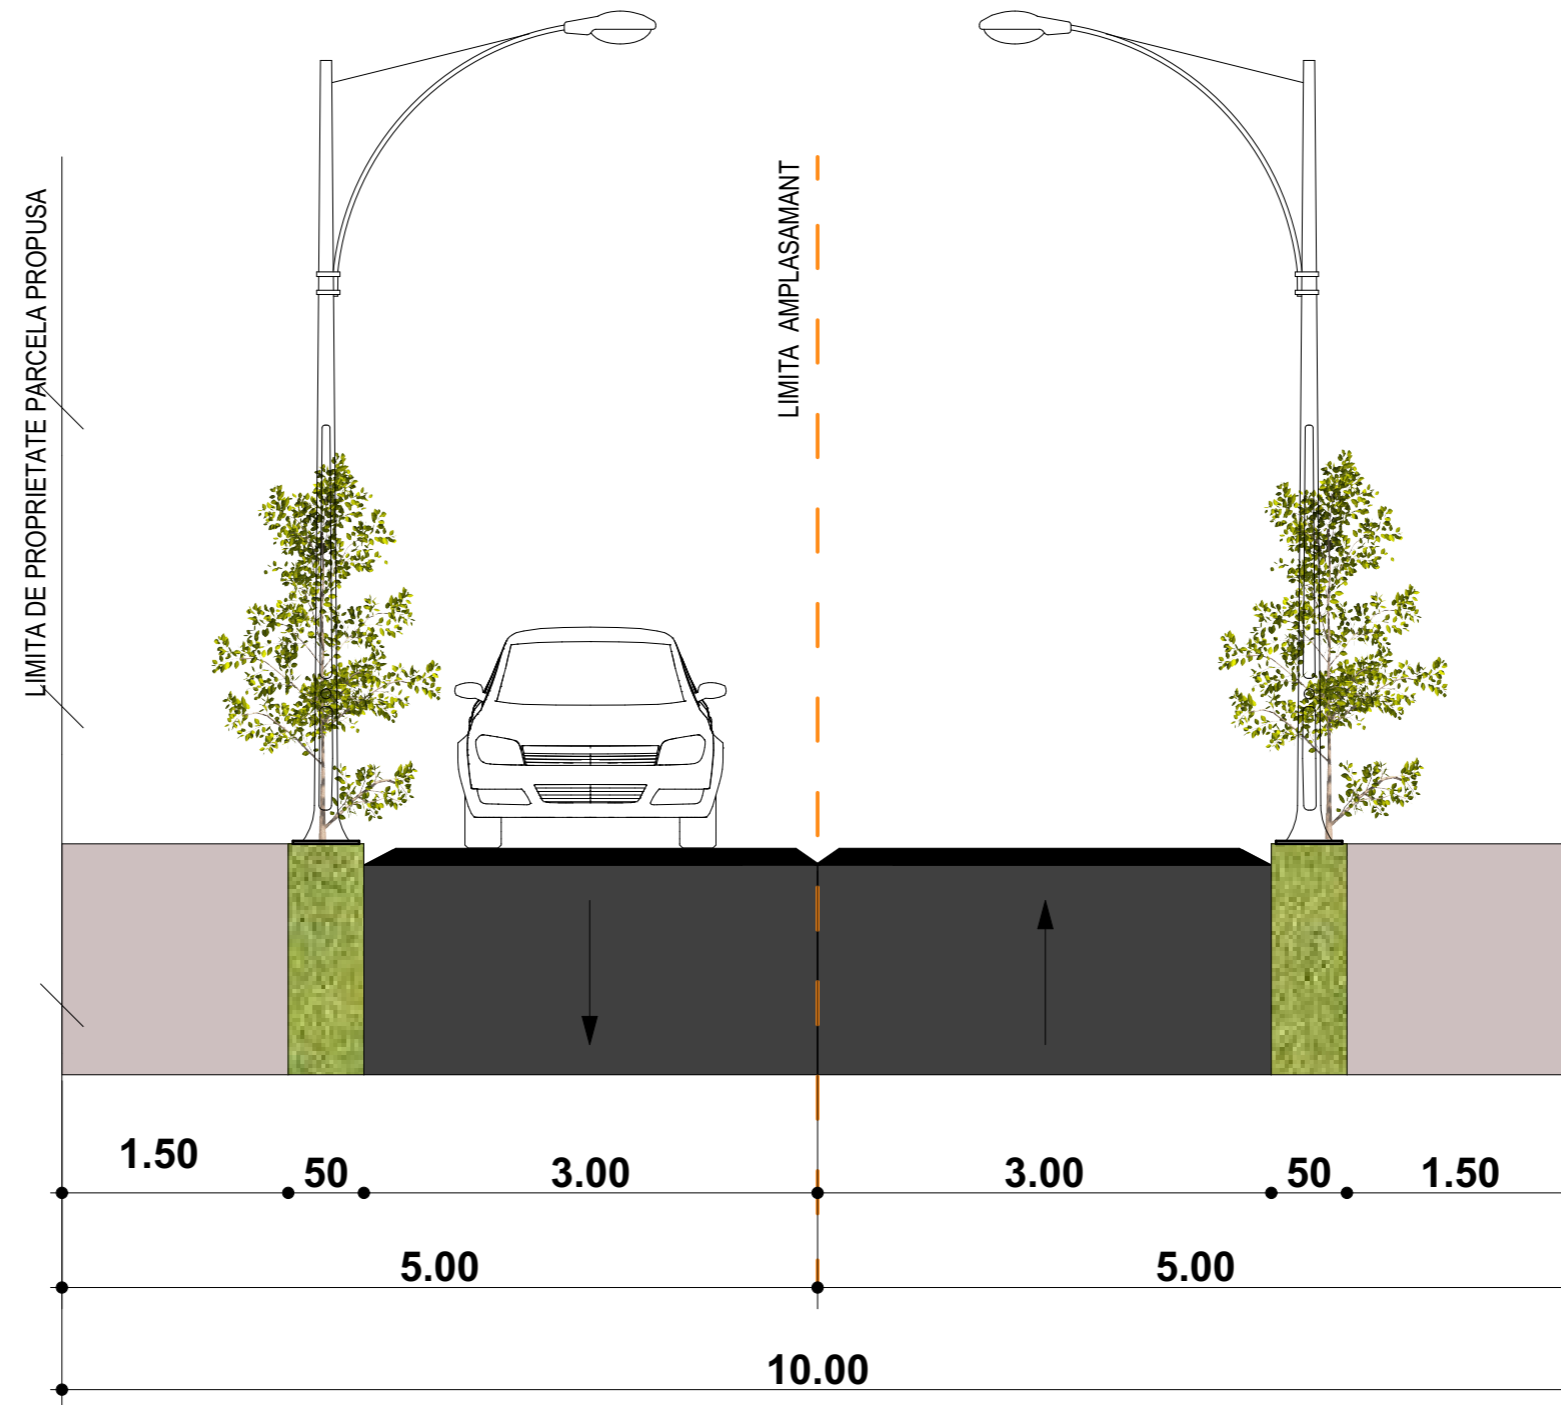 LIMITA DE PROPRIETATE PARCELA PROPUSA
LIMITA AMPLASAMANT
1.50 50 3.00 3.00 50 1.50
5.00 5.00
10.00